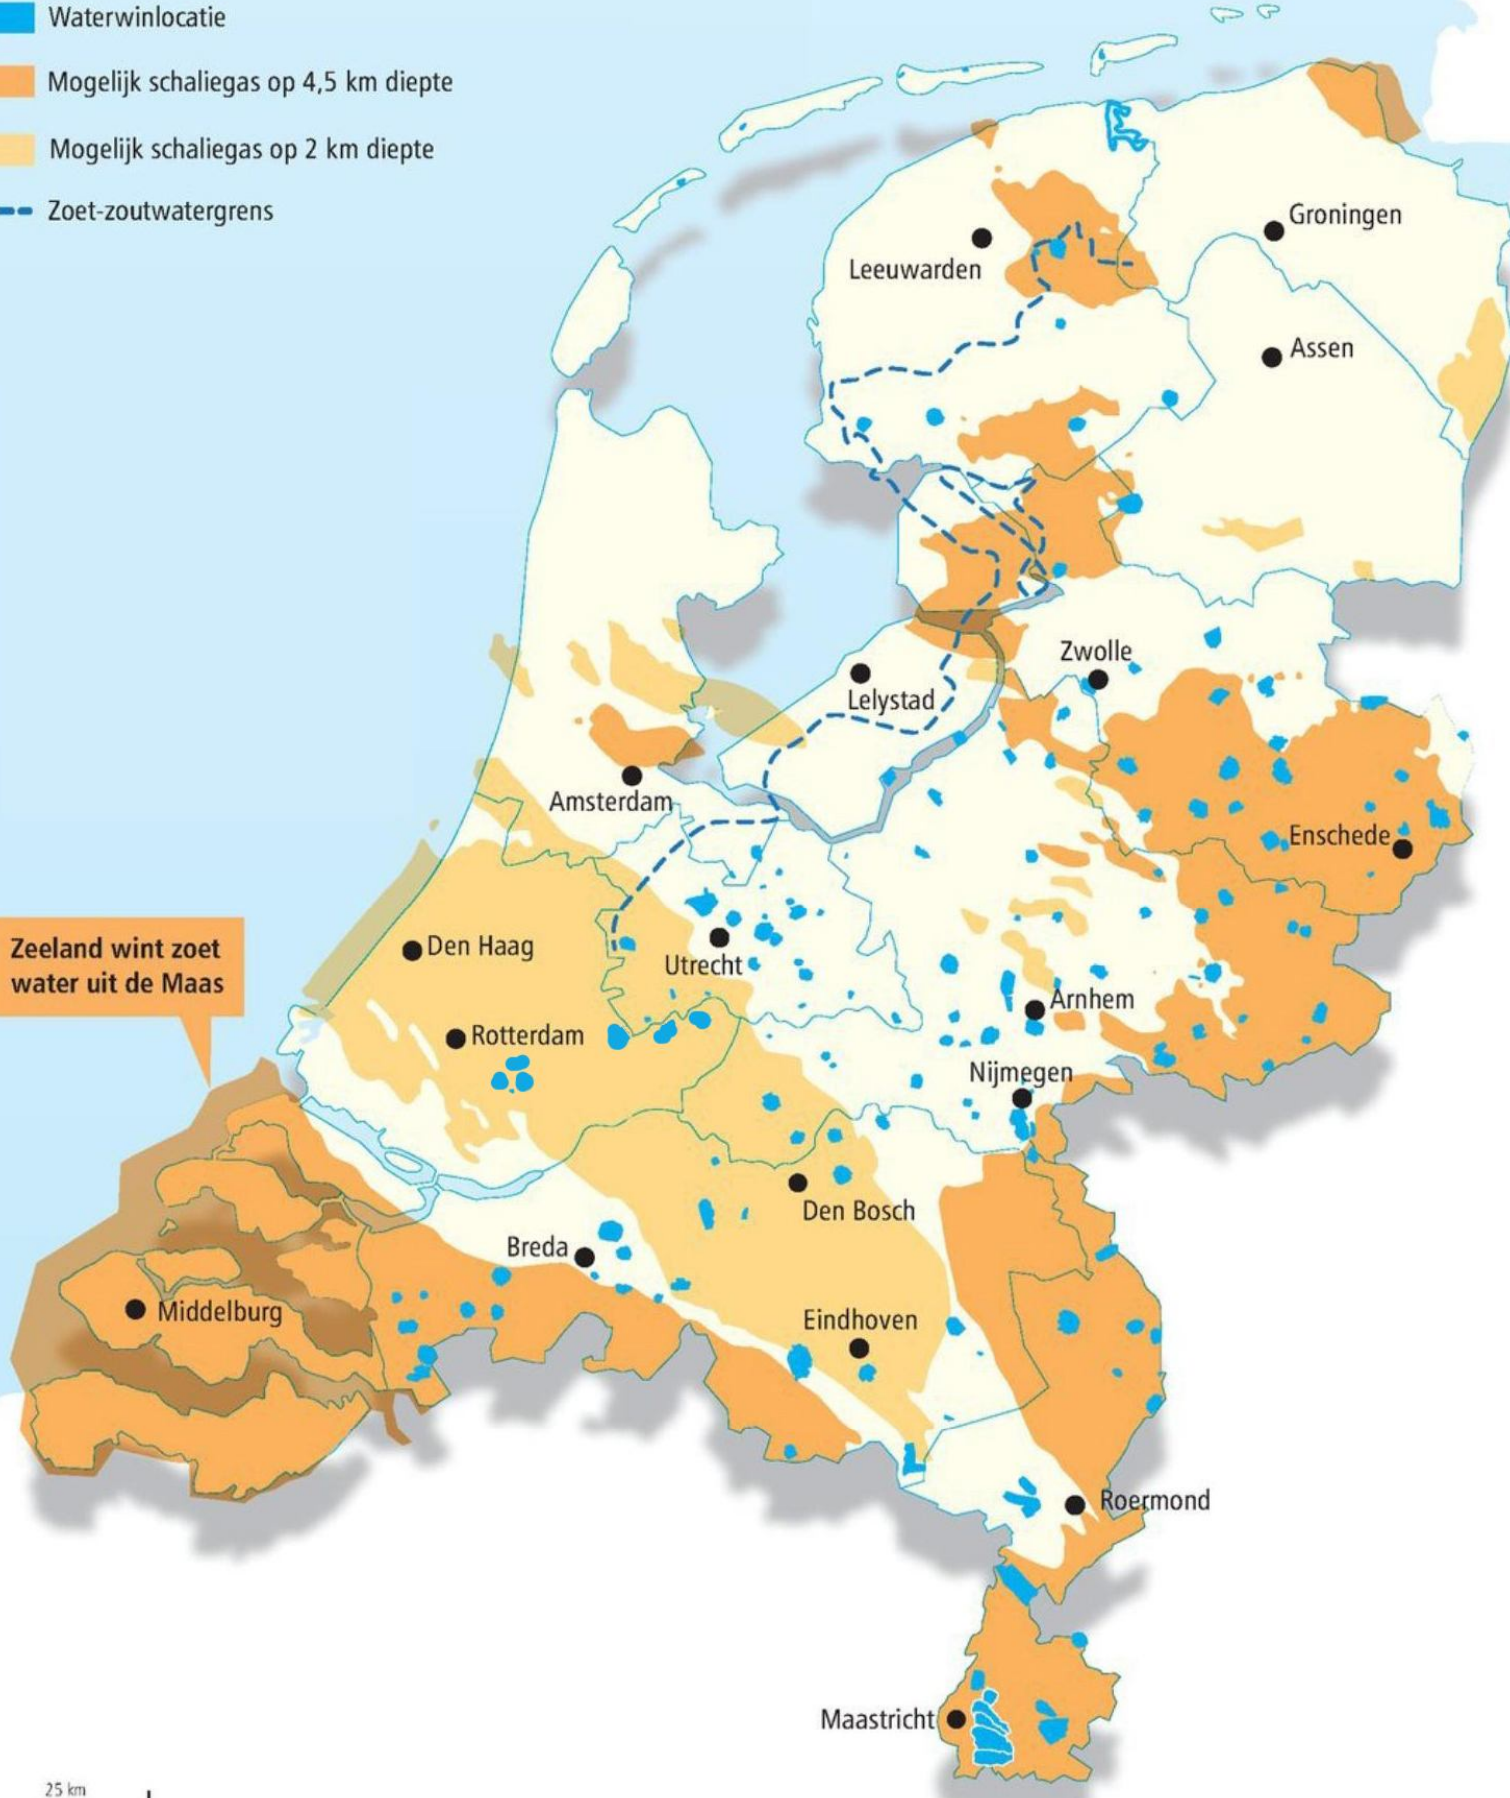 Waterwinlocatie
Mogelijk schaliegas op 4,5 km diepte
Mogelijk schaliegas op 2 km diepte
Zoet-zoutwatergrens
Groningen
Leeuwarden
Assen
Zwolle
Lelystad
Amsterdam
Enschede
Zeeland wint zoet
water uit de Maas
Den Haag
Utrecht
Arnhem
Rotterdam
Nijmegen
Den Bosch
Breda
Middelburg
Eindhoven
Roermond
Maastricht
25 km